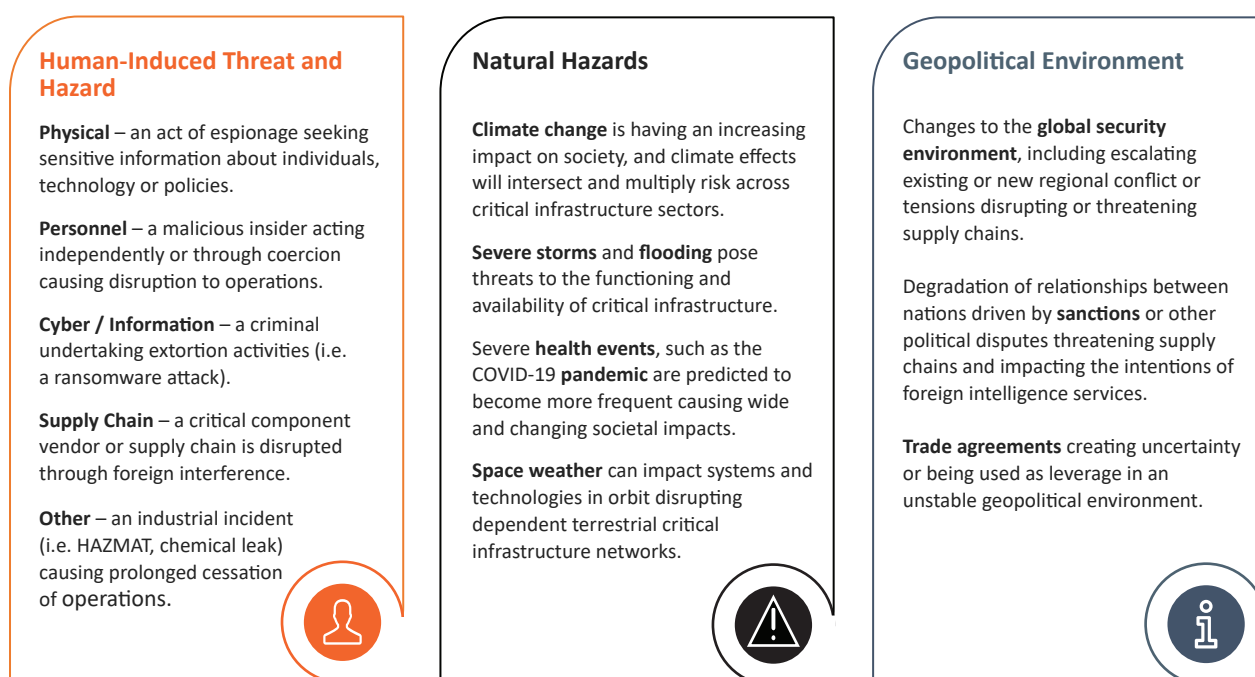 Human-Induced Threat and
Hazard
Physical – an act of espionage seeking
sensitive information about individuals,
technology or policies.
Personnel – a malicious insider acting
independently or through coercion
causing disruption to operations.
Cyber / Information – a criminal
undertaking extortion activities (i.e.
a ransomware attack).
Supply Chain – a critical component
vendor or supply chain is disrupted
through foreign interference.
Other – an industrial incident
(i.e. HAZMAT, chemical leak)
causing prolonged cessation
of operations.
Natural Hazards
Climate change is having an increasing
impact on society, and climate effects
will intersect and multiply risk across
critical infrastructure sectors.
Severe storms and flooding pose
threats to the functioning and
availability of critical infrastructure.
Severe health events, such as the
COVID-19 pandemic are predicted to
become more frequent causing wide
and changing societal impacts.
Space weather can impact systems and
technologies in orbit disrupting
dependent terrestrial critical
infrastructure networks.
Geopolitical Environment
Changes to the global security
environment, including escalating
existing or new regional conflict or
tensions disrupting or threatening
supply chains.
Degradation of relationships between
nations driven by sanctions or other
political disputes threatening supply
chains and impacting the intentions of
foreign intelligence services.
Trade agreements creating uncertainty
or being used as leverage in an
unstable geopolitical environment.